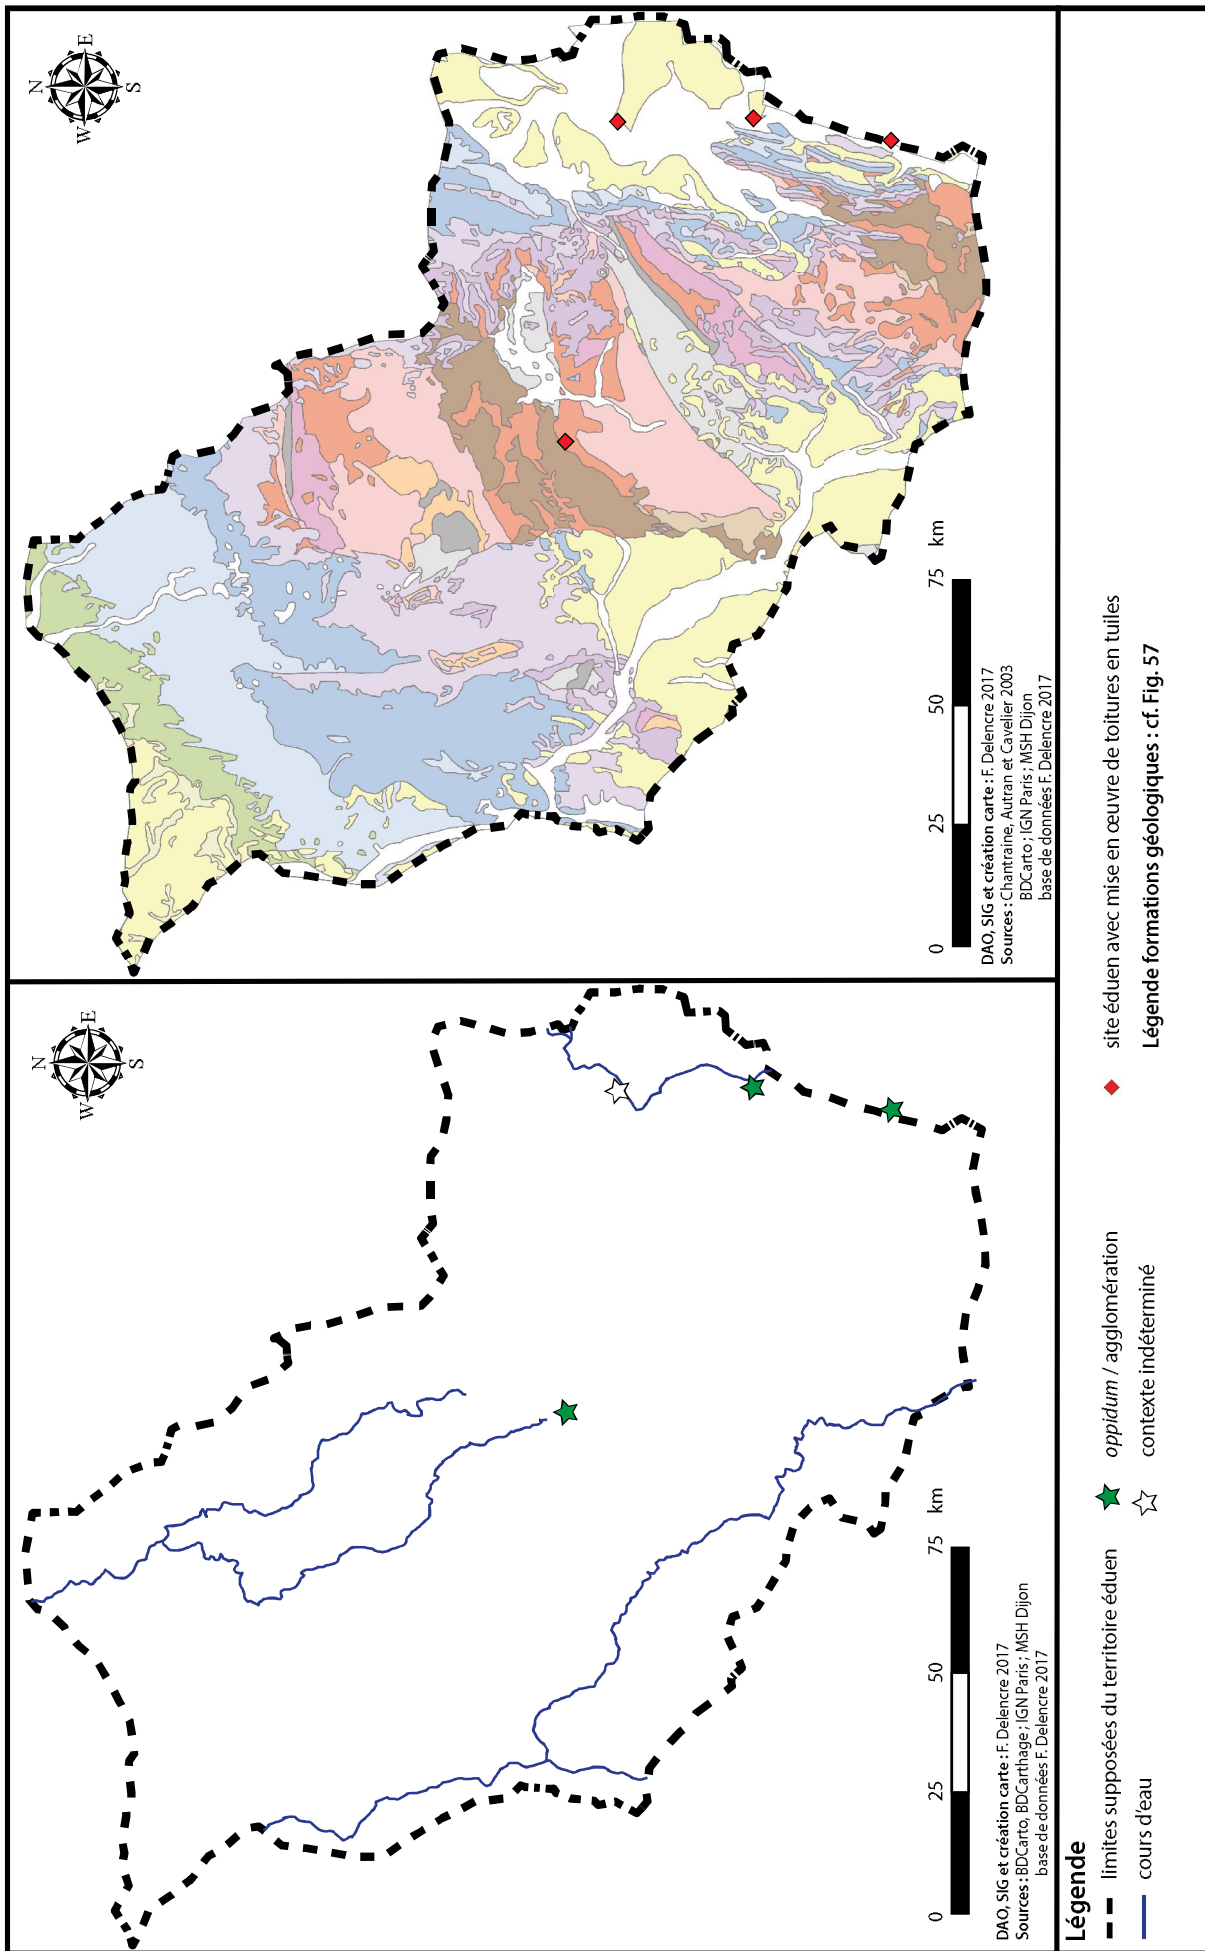 N
E
S
W
0
25
50
75
km
DAO, SIG et création carte : F. Delencre 2017
Sources : BDCarto, BDCarthage ; IGN Paris ; MSH Dijon
base de données F. Delencre 2017
N
E
S
W
0
25
50
75
km
DAO, SIG et création carte : F. Delencre 2017
Sources : Chantraine, Autran et Cavelier 2003
BDCarto ; IGN Paris ; MSH Dijon
base de données F. Delencre 2017
Légende
limites supposées du territoire éduen
cours d'eau
oppidum / agglomération
contexte indéterminé
site éduen avec mise en œuvre de toitures en tuiles
Légende formations géologiques : cf. Fig. 57